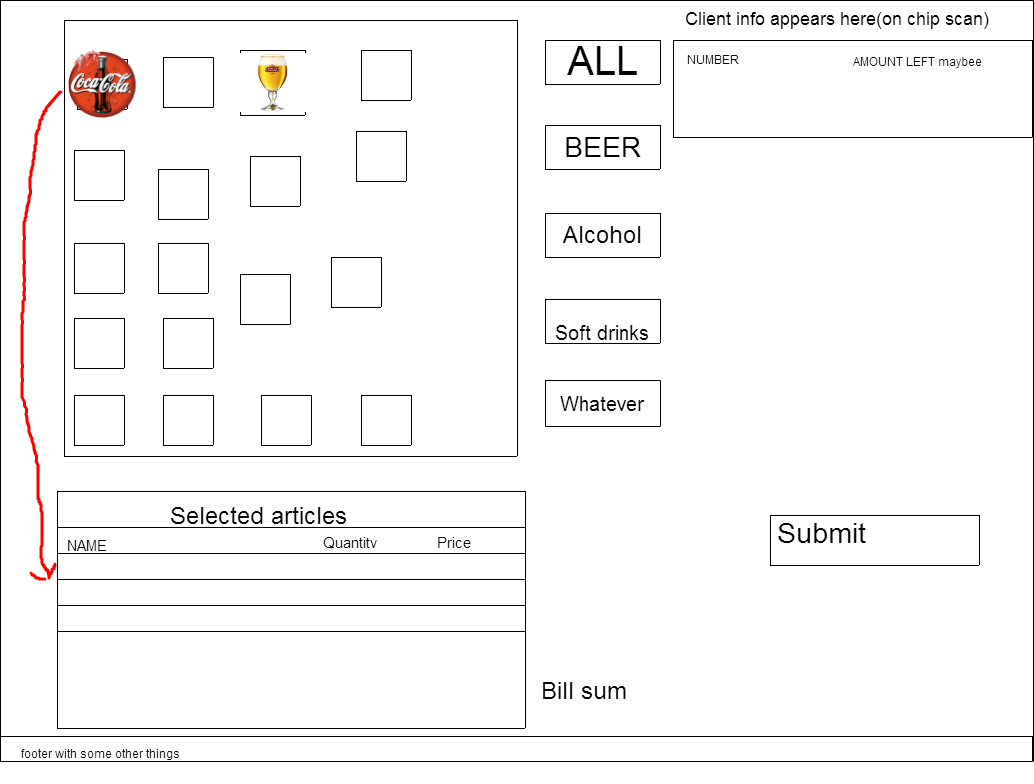 Client info appears here(on chip scan)
NUMBER
AMOUNT LEFT maybee
Coca-Cola
ALL
BEER
Alcohol
Soft drinks
Whatever
Selected articles
NAME
Quantity
Price
Submit
Bill sum
footer with some other things